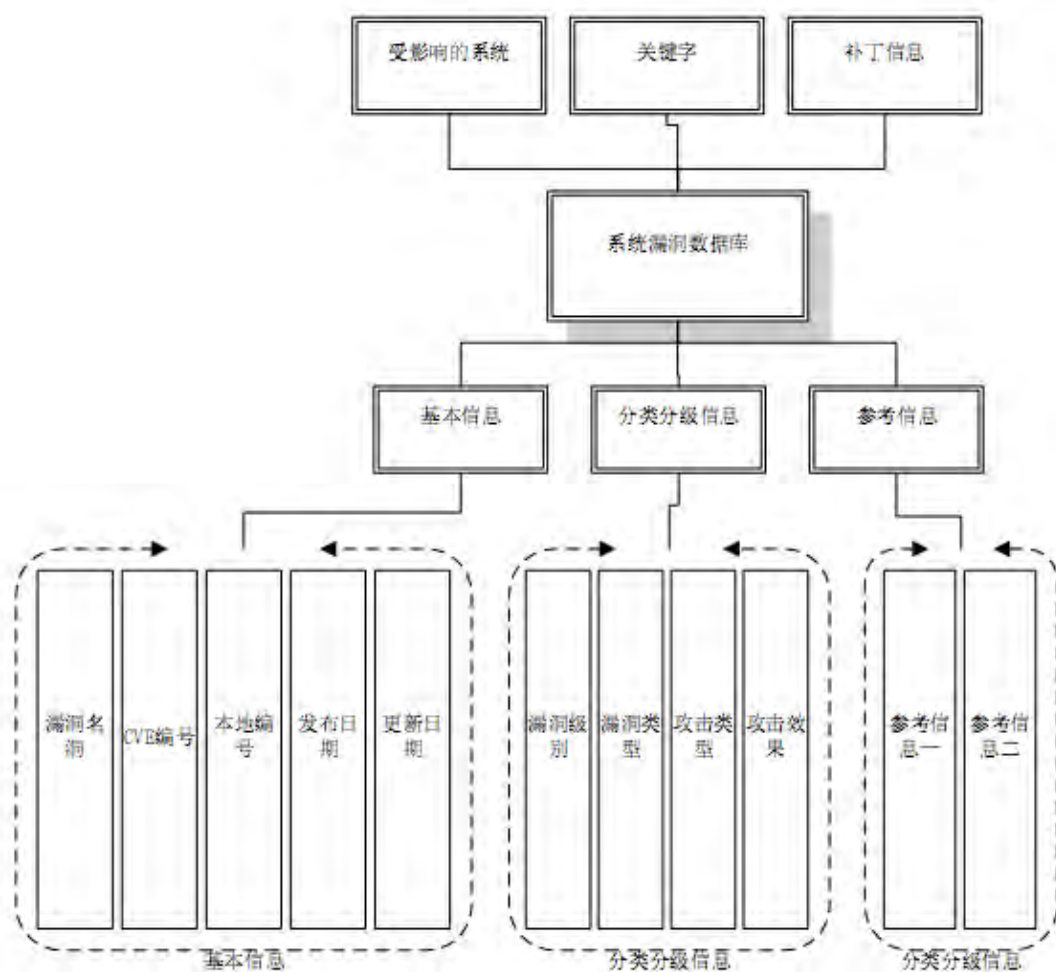 受影响的系统
关键字
补丁信息
系统漏洞数据库
基本信息
分类分级信息
参考信息
漏洞名
洞
CVE编号
本地编
号
发布日
期
更新日
期
漏洞级
别
漏洞类
型
攻击类
型
攻击效
果
参考信
息一
参考信
息二
基本信息
分类分级信息
分类分级信息